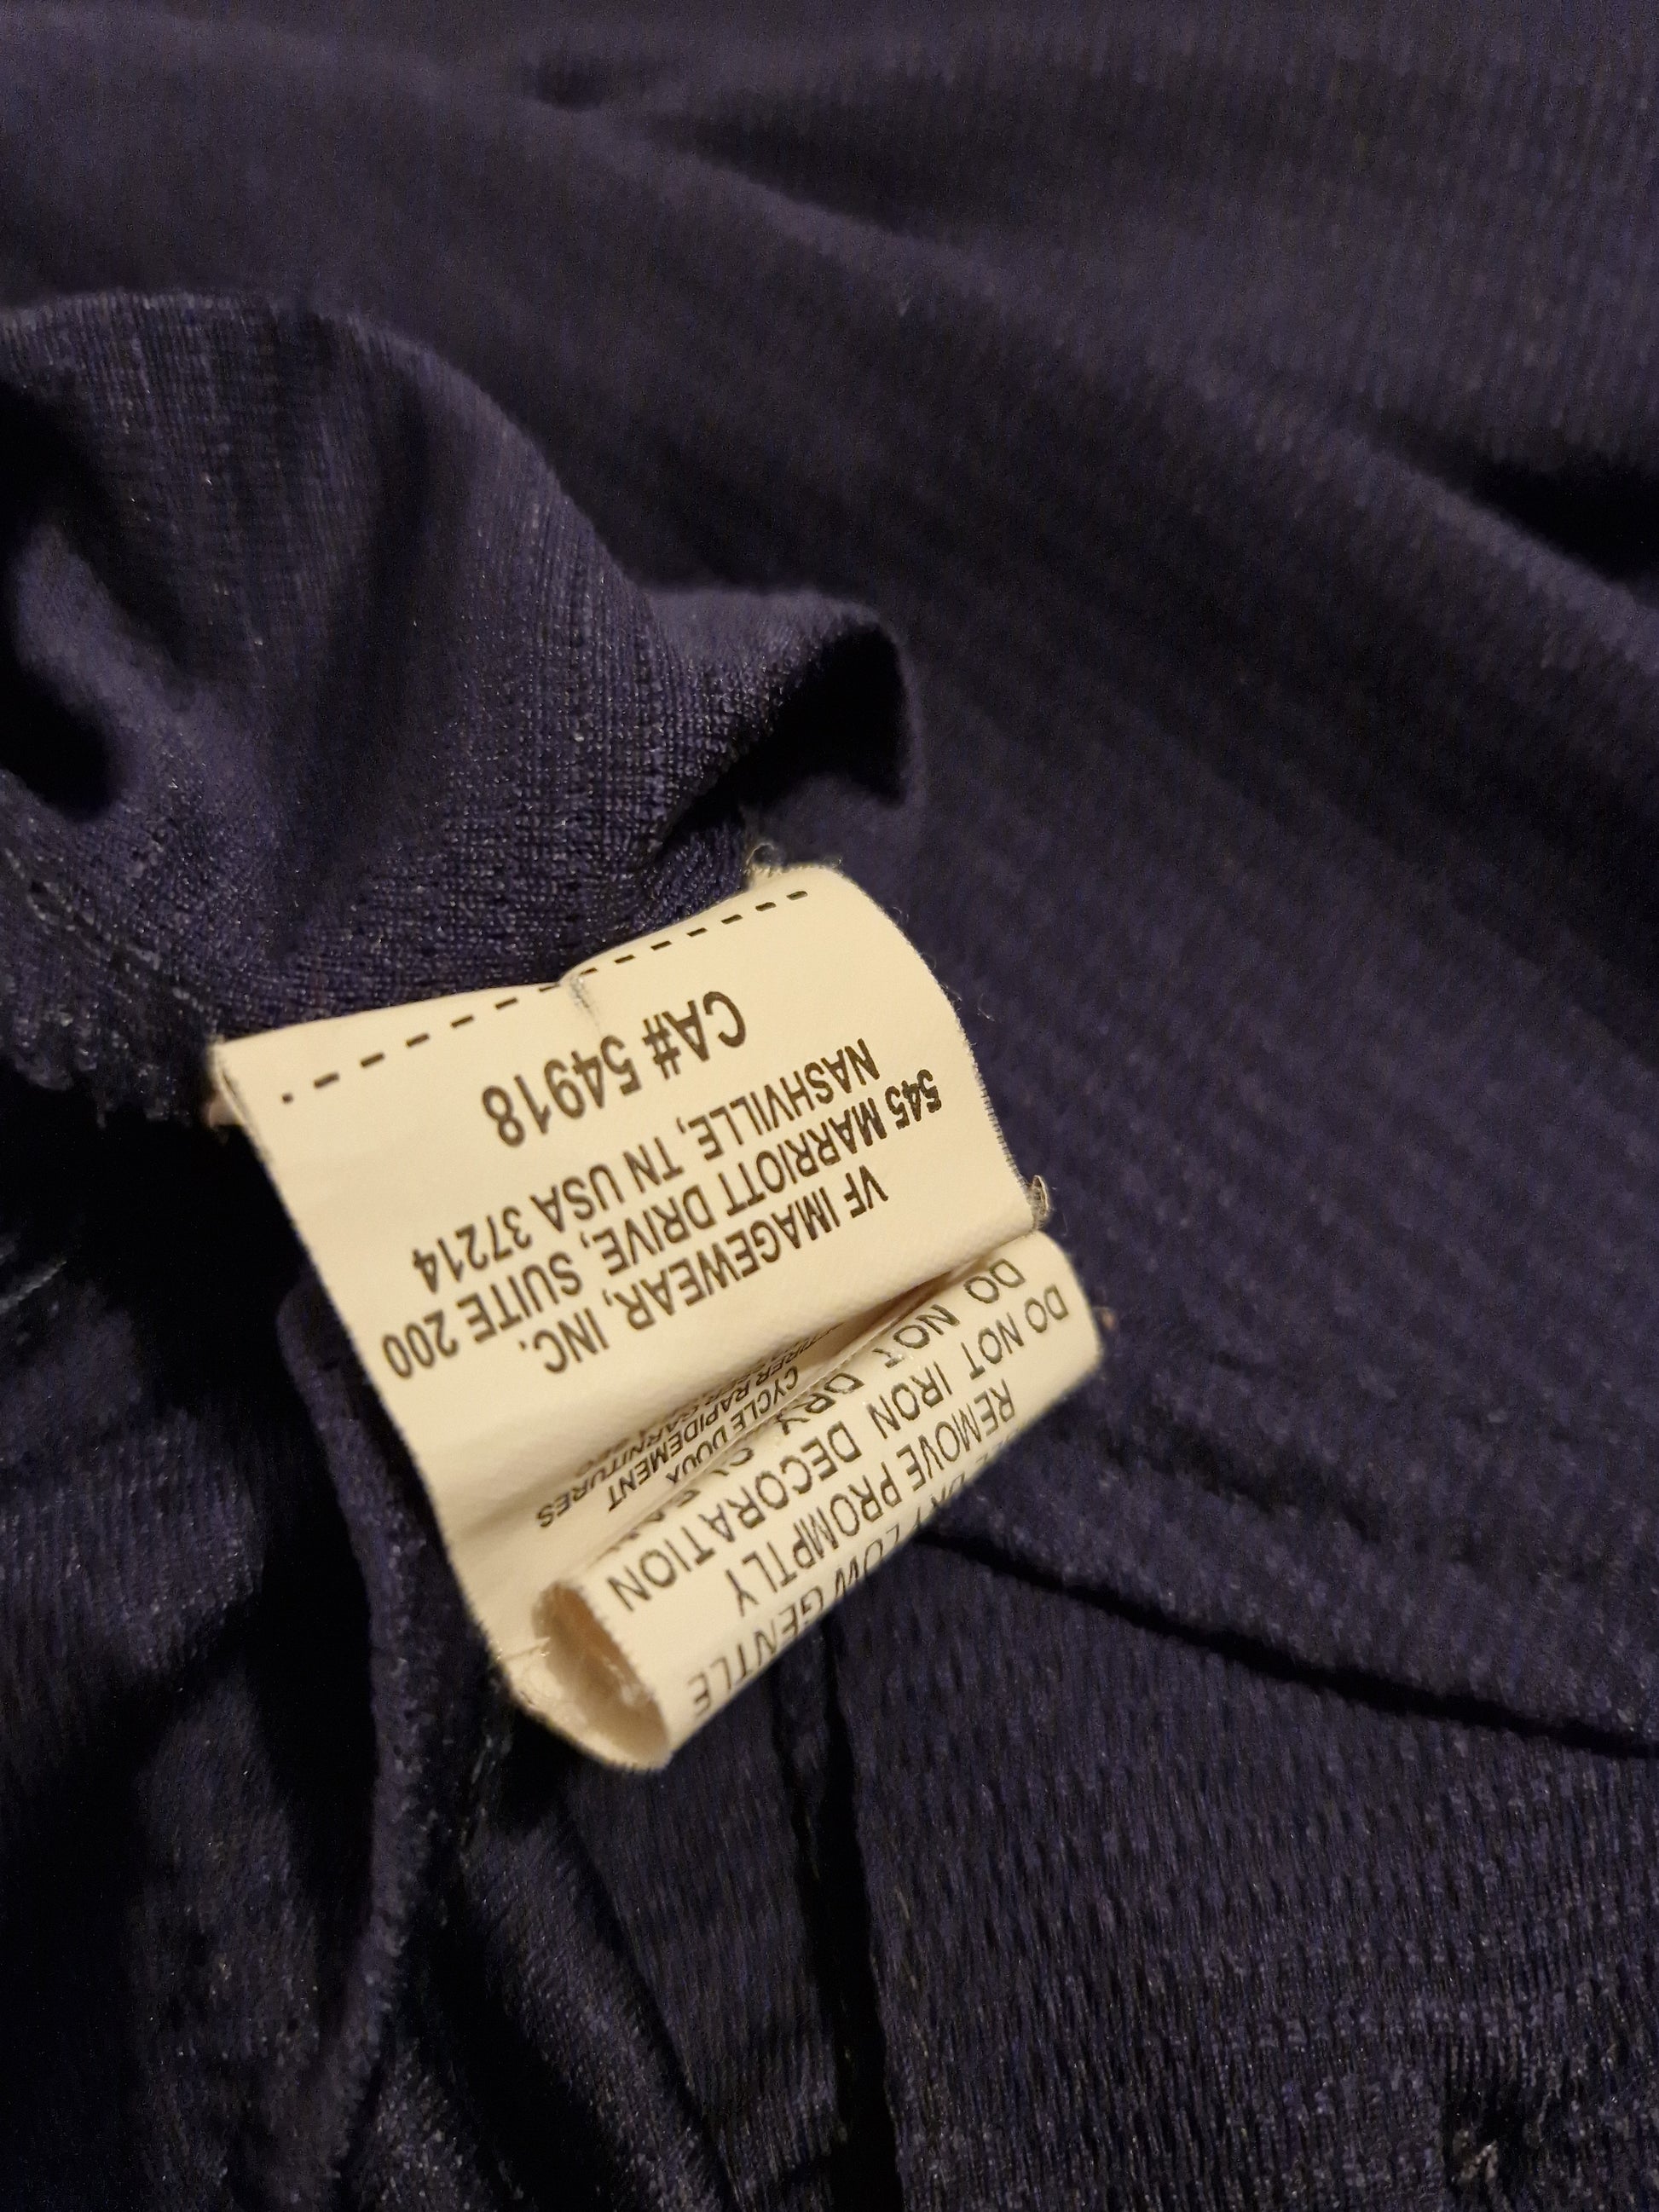 REMOVE PROMPTLY
DO NOT IRON DECORATION
DO NOT DRY
CYCLE DOUX
RAPIDEMENT
VF IMAGEWEAR, INC.
545 MARRIOTT DRIVE, SUITE 200
NASHVILLE, TN USA 37214
CA# 54918